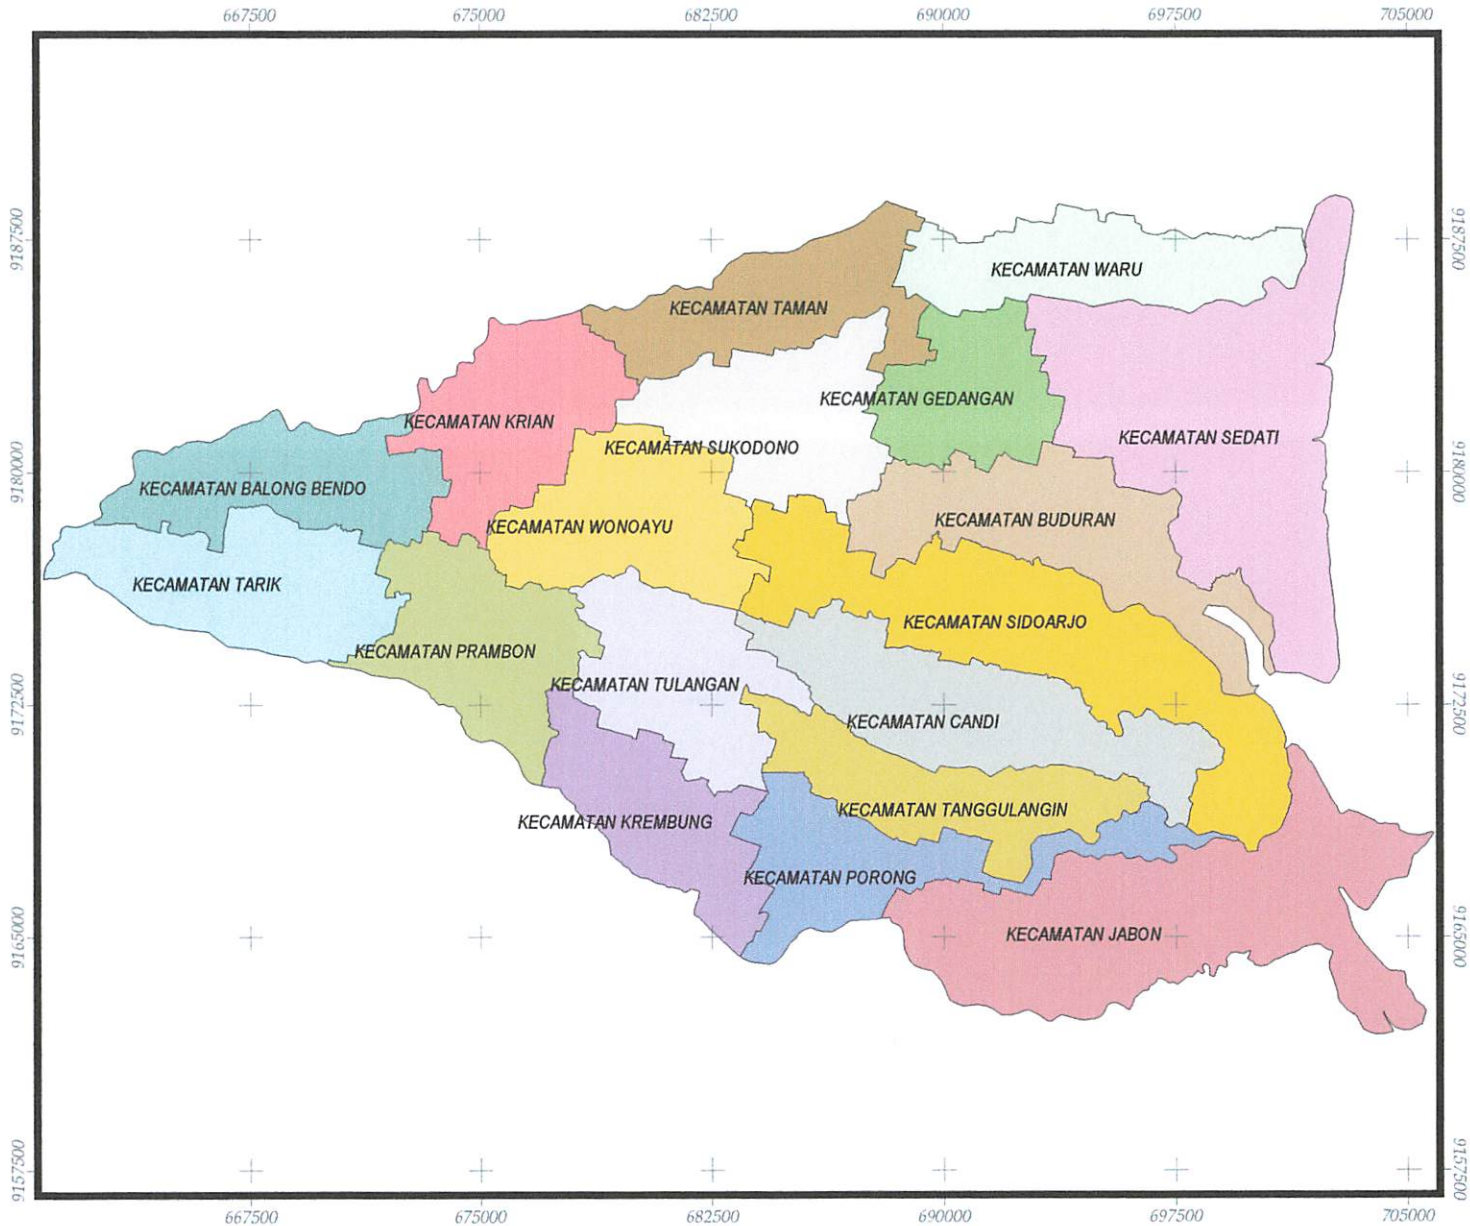 667500 675000 682500 690000 697500 705000
9187500 9187500
KECAMATAN WARU
KECAMATAN TAMAN
KECAMATAN GEDANGAN
KECAMATAN KRIAN
KECAMATAN SEDATI
KECAMATAN SUKODONO
9180000 9180000
KECAMATAN BALONG BENDO
KECAMATAN BUDURAN
KECAMATAN WONOAYU
KECAMATAN TARIK
KECAMATAN SIDOARJO
KECAMATAN PRAMBON
KECAMATAN TULANGAN
9172500 9172500
KECAMATAN CANDI
KECAMATAN TANGGULANGIN
KECAMATAN KREMBUNG
KECAMATAN PORONG
KECAMATAN JABON
9165000 9165000
9157500 9157500
667500 675000 682500 690000 697500 705000